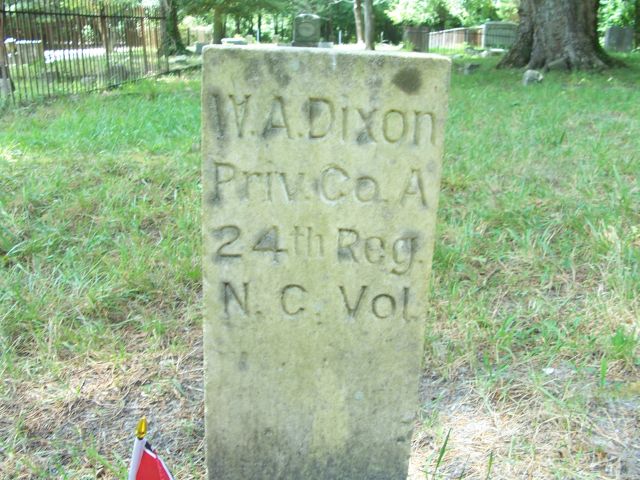 W.A.Dixon
Priv. Co. A
24th Reg.
N. C. Vol.